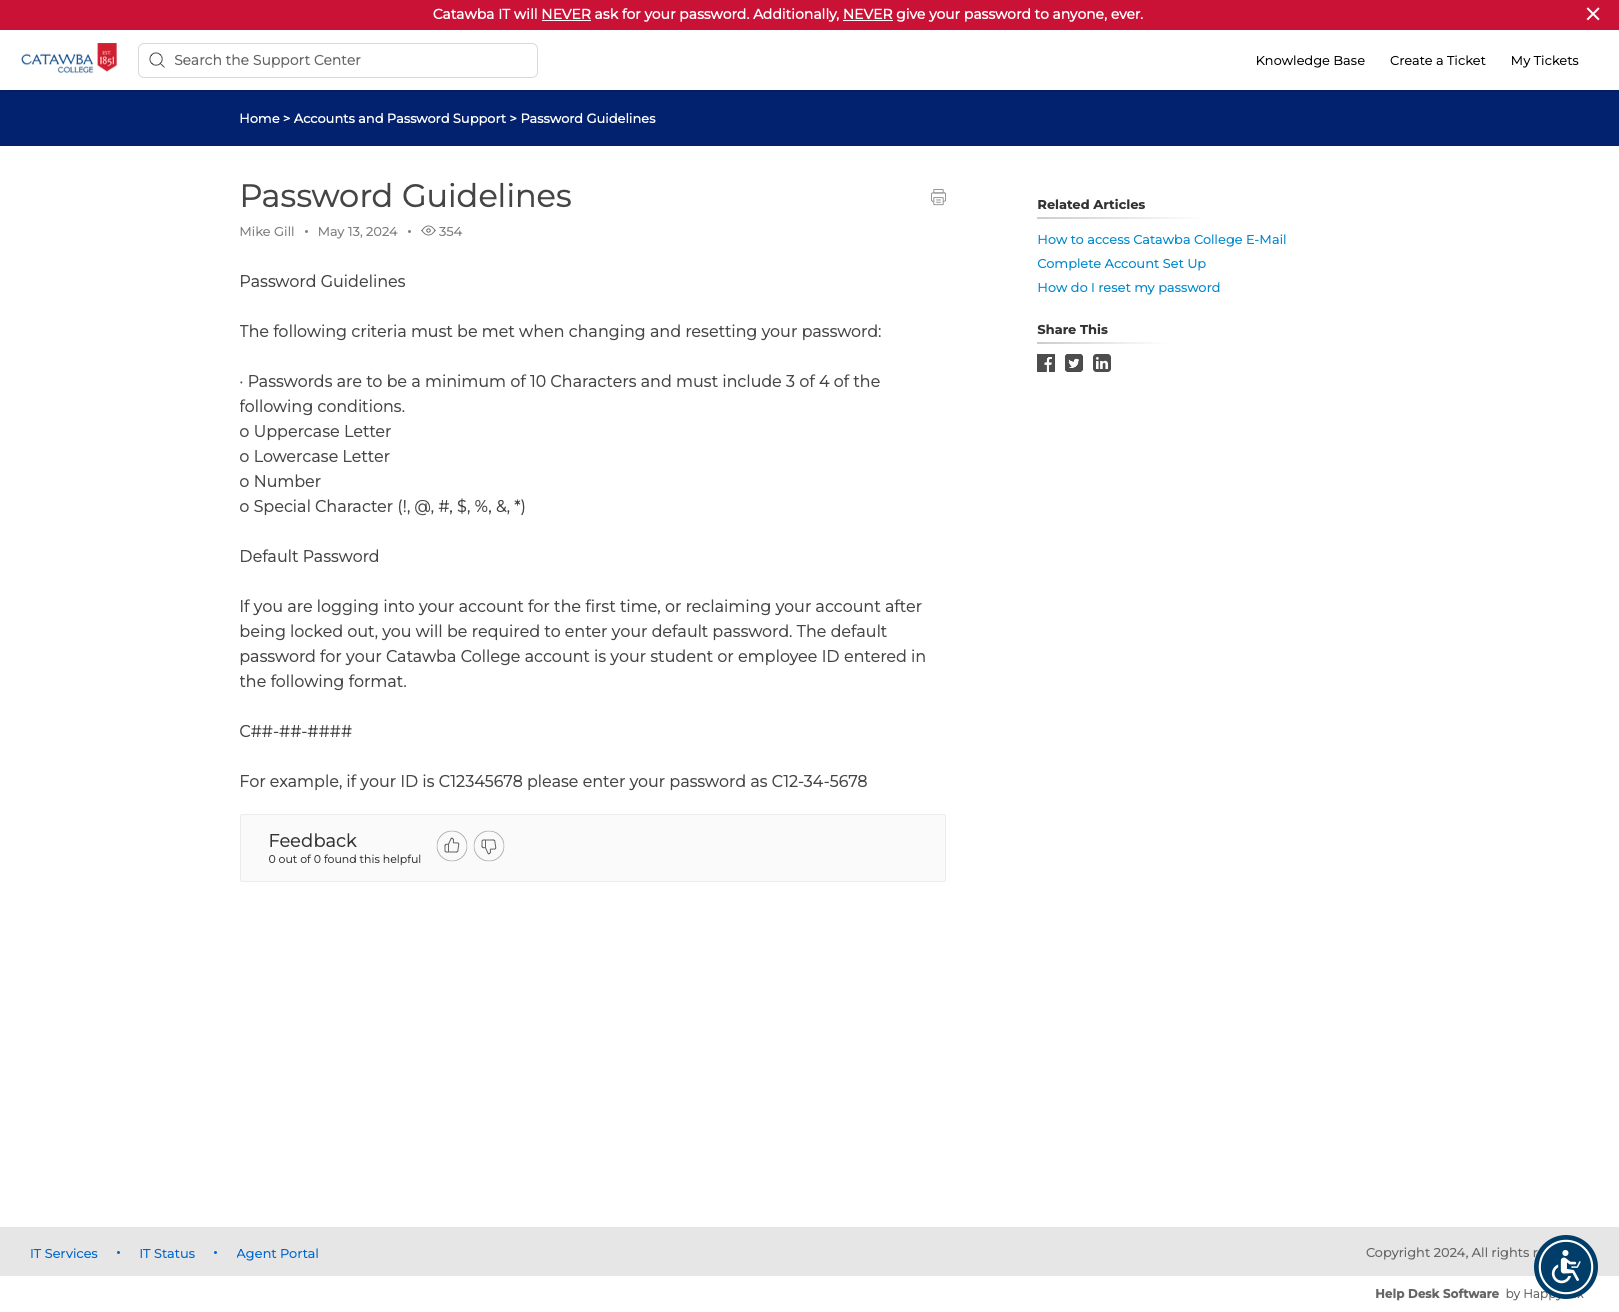 Catawba IT will NEVER ask for your password. Additionally, NEVER give your password to anyone, ever.
CATAWBA
COLLEGE
EST.
1851
Search the Support Center
Knowledge Base
Create a Ticket
My Tickets
Home > Accounts and Password Support > Password Guidelines
Password Guidelines
Mike Gill • May 13, 2024 • 354
Password Guidelines
The following criteria must be met when changing and resetting your password:
· Passwords are to be a minimum of 10 Characters and must include 3 of 4 of the
following conditions.
o Uppercase Letter
o Lowercase Letter
o Number
o Special Character (!, @, #, $, %, &, *)
Default Password
If you are logging into your account for the first time, or reclaiming your account after
being locked out, you will be required to enter your default password. The default
password for your Catawba College account is your student or employee ID entered in
the following format.
C##-##-####
For example, if your ID is C12345678 please enter your password as C12-34-5678
Feedback
0 out of 0 found this helpful
Related Articles
How to access Catawba College E-Mail
Complete Account Set Up
How do I reset my password
Share This
IT Services • IT Status • Agent Portal
Copyright 2024, All rights
Help Desk Software by